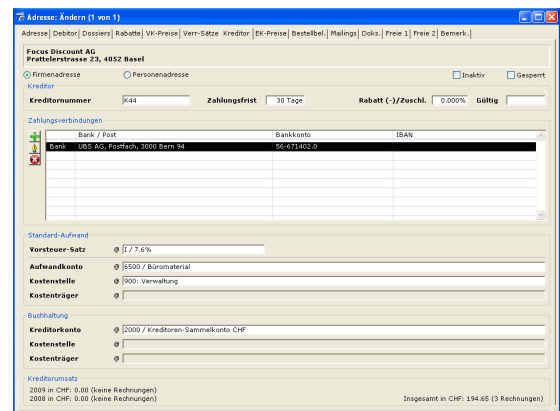 Adresse: Ändern (1 von 1)
Adresse Debitor Dossiers Rabatte VK-Preise Verr-Sätze Kreditor EK-Preise Bestellbel. Mailings Doks. Freie 1 Freie 2 Bemerk.
Focus Discount AG
Prattelerstrasse 23, 4052 Basel
Firmenadresse Personenadresse Inaktiv Gesperrt
Kreditor
Kreditornummer K44 Zahlungsfrist 30 Tage Rabatt (-)/Zuschl. 0.000% Gültig
Zahlungsverbindungen
Bank / Post Bankkonto IBAN
Bank UBS AG, Postfach, 3000 Bern 94 56-671402.0
Standard-Aufwand
Vorsteuer-Satz @ I / 7.6%
Aufwandkonto @ 6500 / Büromaterial
Kostenstelle @ 900: Verwaltung
Kostenträger @
Buchhaltung
Kreditorkonto @ 2000 / Kreditoren-Sammelkonto CHF
Kostenstelle @
Kostenträger @
Kreditorumsatz
2009 in CHF: 0.00 (keine Rechnungen)
2008 in CHF: 0.00 (keine Rechnungen) Insgesamt in CHF: 194.65 (3 Rechnungen)